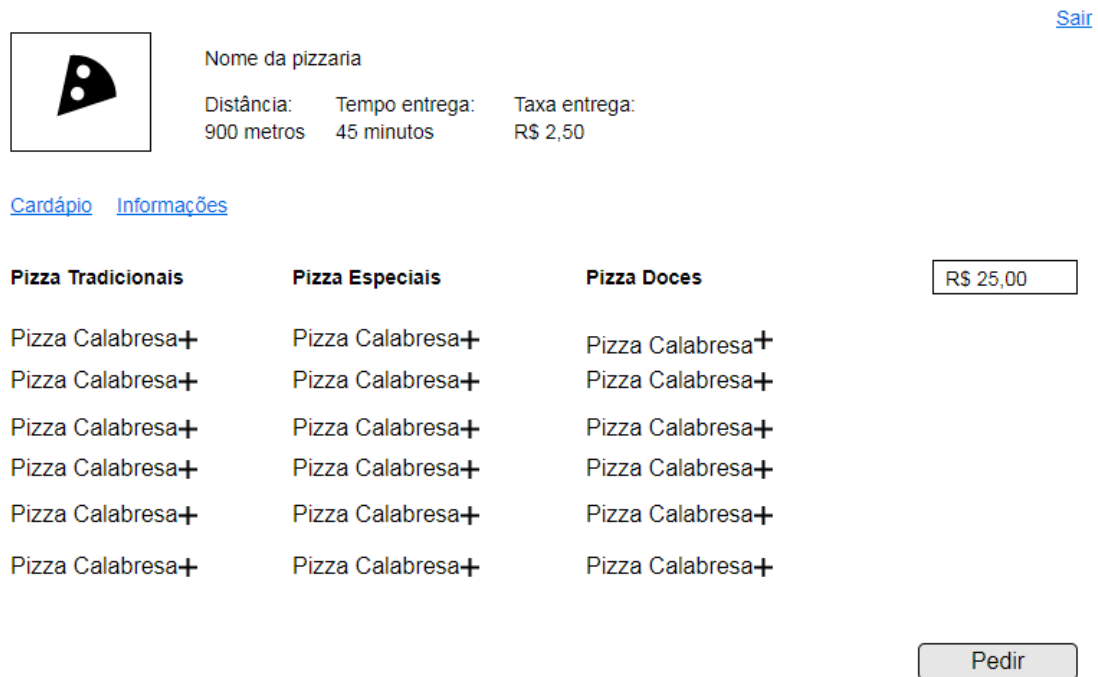 Sair
Nome da pizzaria
Distância: Tempo entrega: Taxa entrega:
900 metros 45 minutos R$ 2,50
Cardápio Informações
Pizza Tradicionais Pizza Especiais Pizza Doces R$ 25,00
Pizza Calabresa+ Pizza Calabresa+ Pizza Calabresa+
Pizza Calabresa+ Pizza Calabresa+ Pizza Calabresa+
Pizza Calabresa+ Pizza Calabresa+ Pizza Calabresa+
Pizza Calabresa+ Pizza Calabresa+ Pizza Calabresa+
Pizza Calabresa+ Pizza Calabresa+ Pizza Calabresa+
Pizza Calabresa+ Pizza Calabresa+ Pizza Calabresa+
Pedir